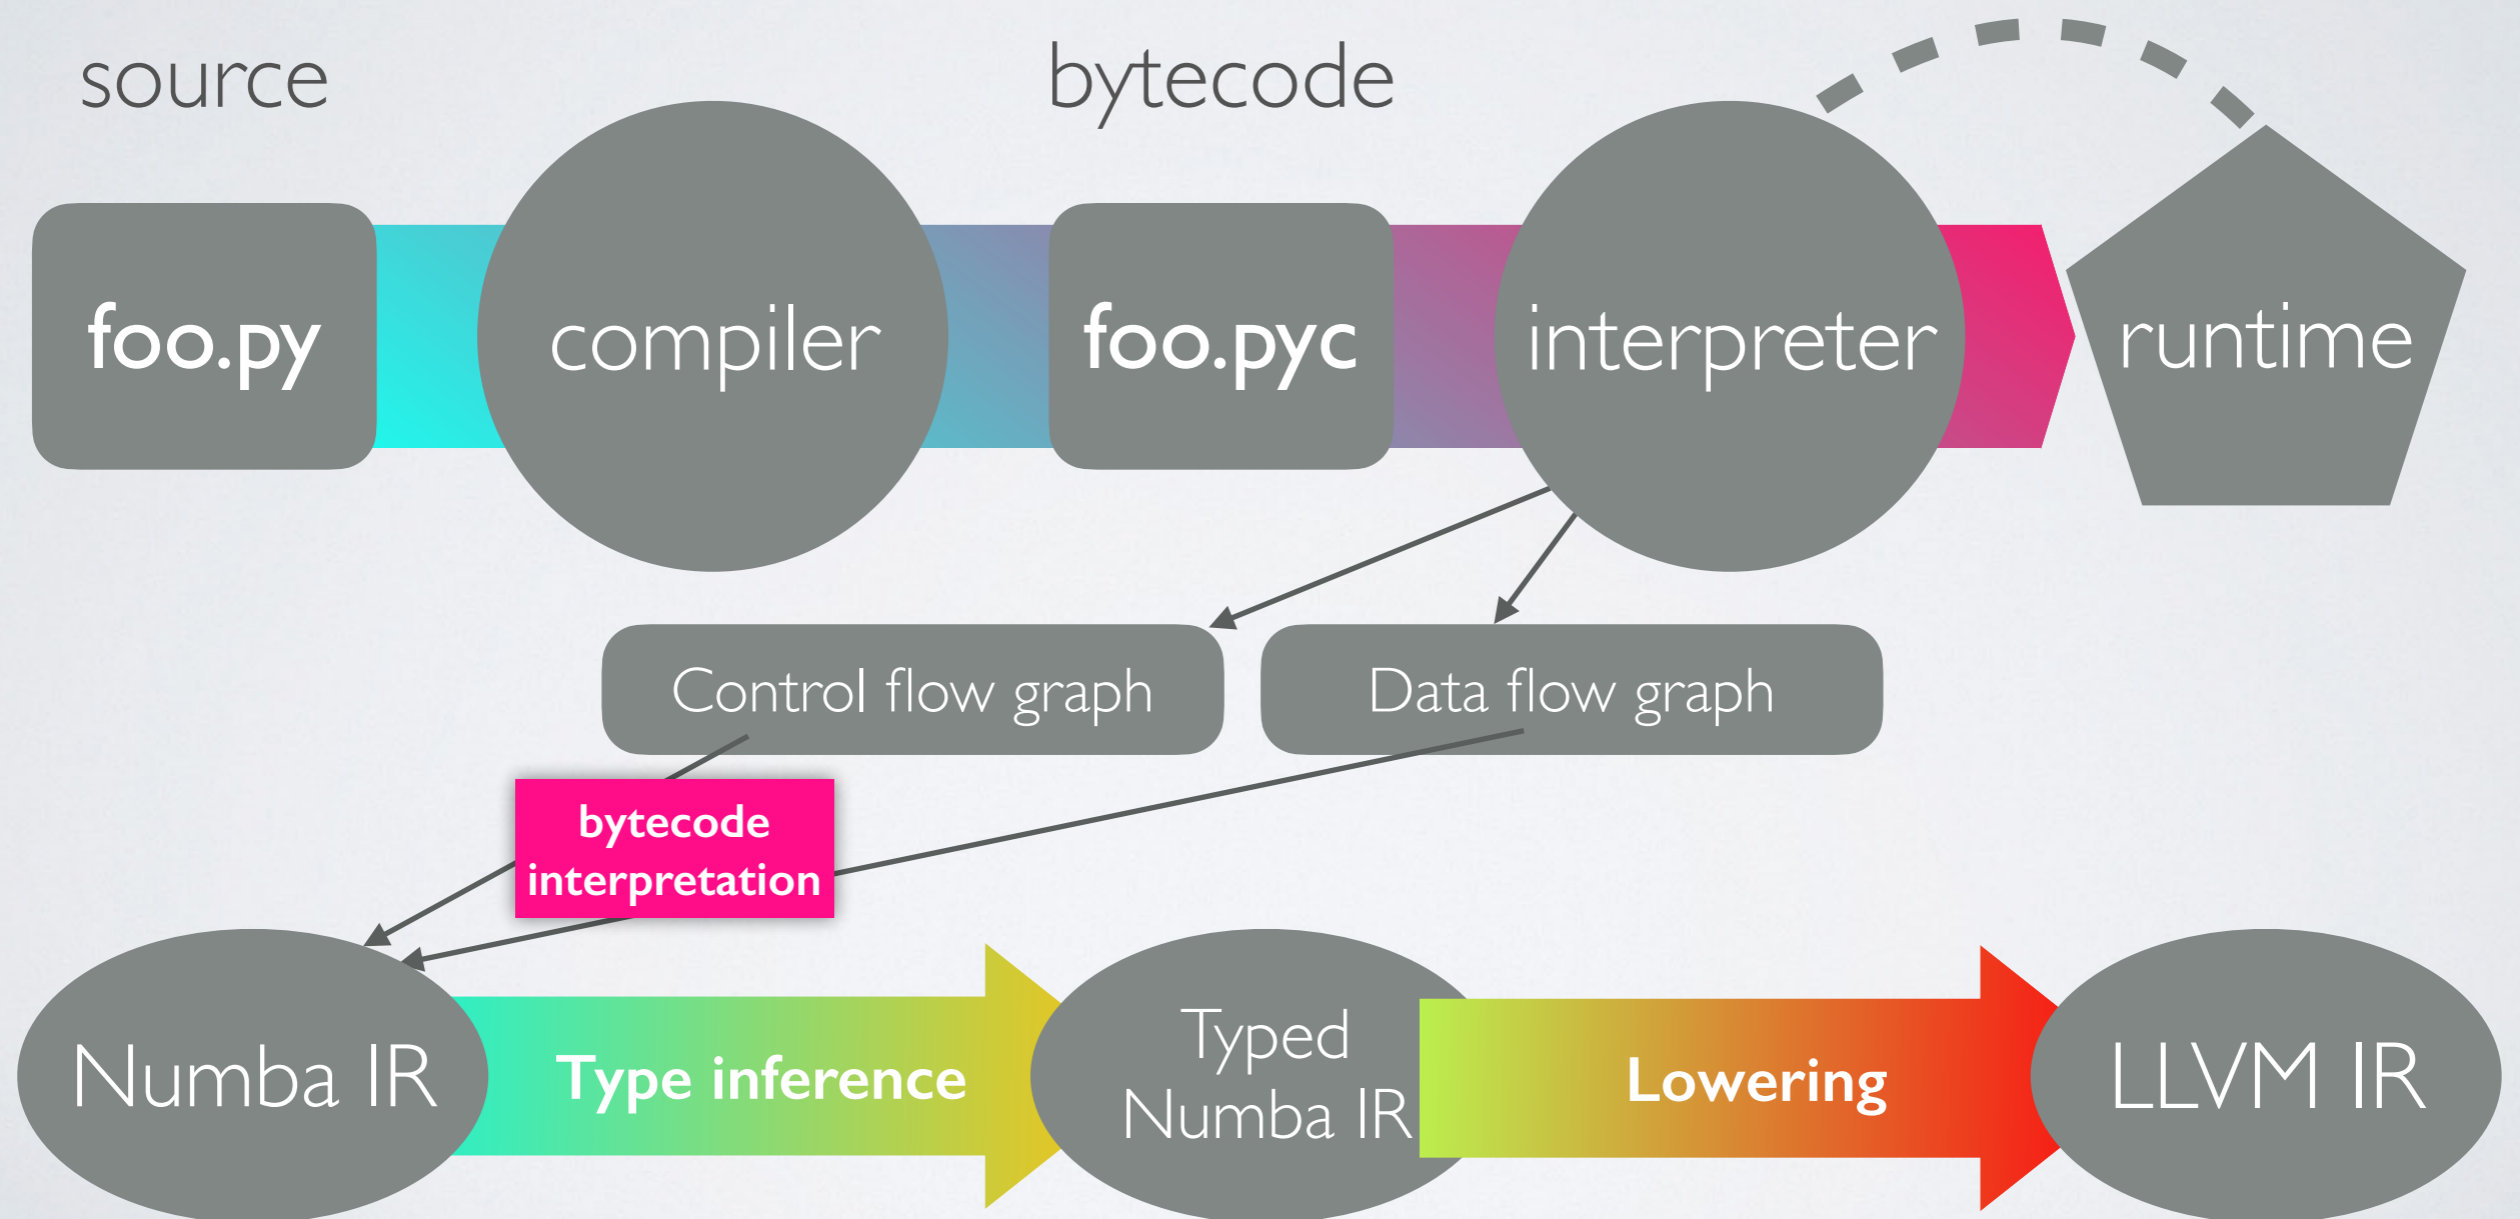 source
bytecode
foo.py
compiler
foo.pyc
interpreter
runtime
Control flow graph
Data flow graph
bytecode
interpretation
Numba IR
Type inference
Typed
Numba IR
Lowering
LLVM IR